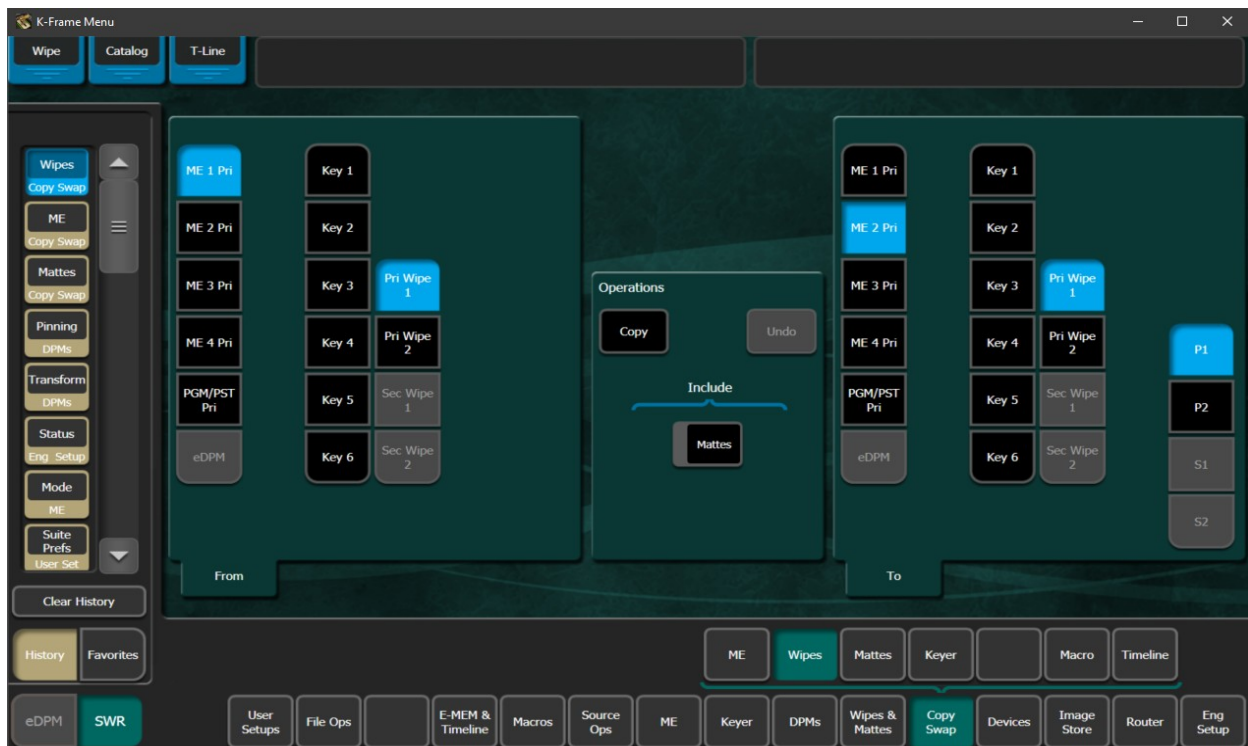 K-Frame Menu
Wipe
Catalog
T-Line
Wipes
Copy Swap
ME
Copy Swap
Mattes
Copy Swap
Pinning
DPMs
Transform
DPMs
Status
Eng Setup
Mode
ME
Suite
Prefs
User Set
Clear History
History
Favorites
eDPM
SWR
ME 1 Pri
ME 2 Pri
ME 3 Pri
ME 4 Pri
PGM/PST
Pri
eDPM
Key 1
Key 2
Key 3
Key 4
Key 5
Key 6
Pri Wipe
1
Pri Wipe
2
Sec Wipe
1
Sec Wipe
2
From
Operations
Copy
Undo
Include
Mattes
ME 1 Pri
ME 2 Pri
ME 3 Pri
ME 4 Pri
PGM/PST
Pri
eDPM
Key 1
Key 2
Key 3
Key 4
Key 5
Key 6
Pri Wipe
1
Pri Wipe
2
Sec Wipe
1
Sec Wipe
2
P1
P2
S1
S2
To
ME
Wipes
Mattes
Keyer
Macro
Timeline
User
Setups
File Ops
E-MEM &
Timeline
Macros
Source
Ops
ME
Keyer
DPMs
Wipes &
Mattes
Copy
Swap
Devices
Image
Store
Router
Eng
Setup